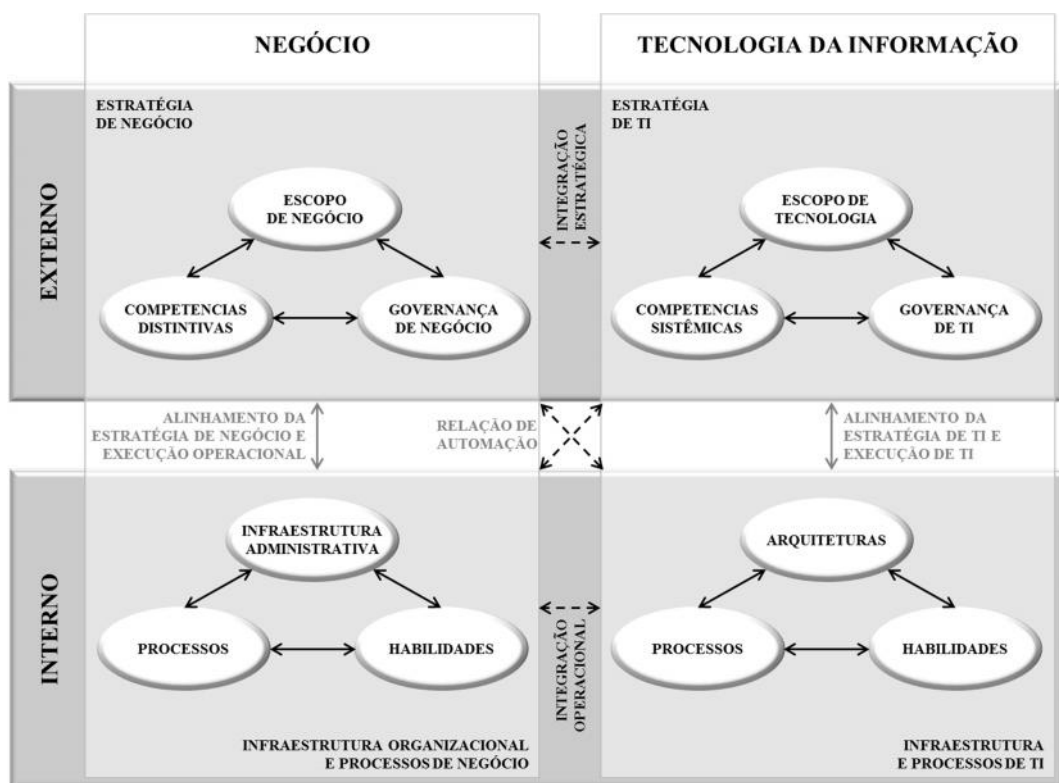 NEGÓCIO
TECNOLOGIA DA INFORMAÇÃO
EXTERNO
ESTRATÉGIA
DE NEGÓCIO
ESCOPO
DE NEGÓCIO
COMPETENCIAS
DISTINTIVAS
GOVERNANÇA
DE NEGÓCIO
INTEGRAÇÃO
ESTRATÉGICA
ESTRATÉGIA
DE TI
ESCOPO DE
TECNOLOGIA
COMPETENCIAS
SISTÊMICAS
GOVERNANÇA
DE TI
ALINHAMENTO DA
ESTRATÉGIA DE NEGÓCIO E
EXECUÇÃO OPERACIONAL
RELAÇÃO DE
AUTOMAÇÃO
ALINHAMENTO DA
ESTRATÉGIA DE TI E
EXECUÇÃO DE TI
INTERNO
INFRAESTRUTURA
ADMINISTRATIVA
PROCESSOS
HABILIDADES
INFRAESTRUTURA ORGANIZACIONAL
E PROCESSOS DE NEGÓCIO
INTEGRAÇÃO
OPERACIONAL
ARQUITETURAS
PROCESSOS
HABILIDADES
INFRAESTRUTURA
E PROCESSOS DE TI